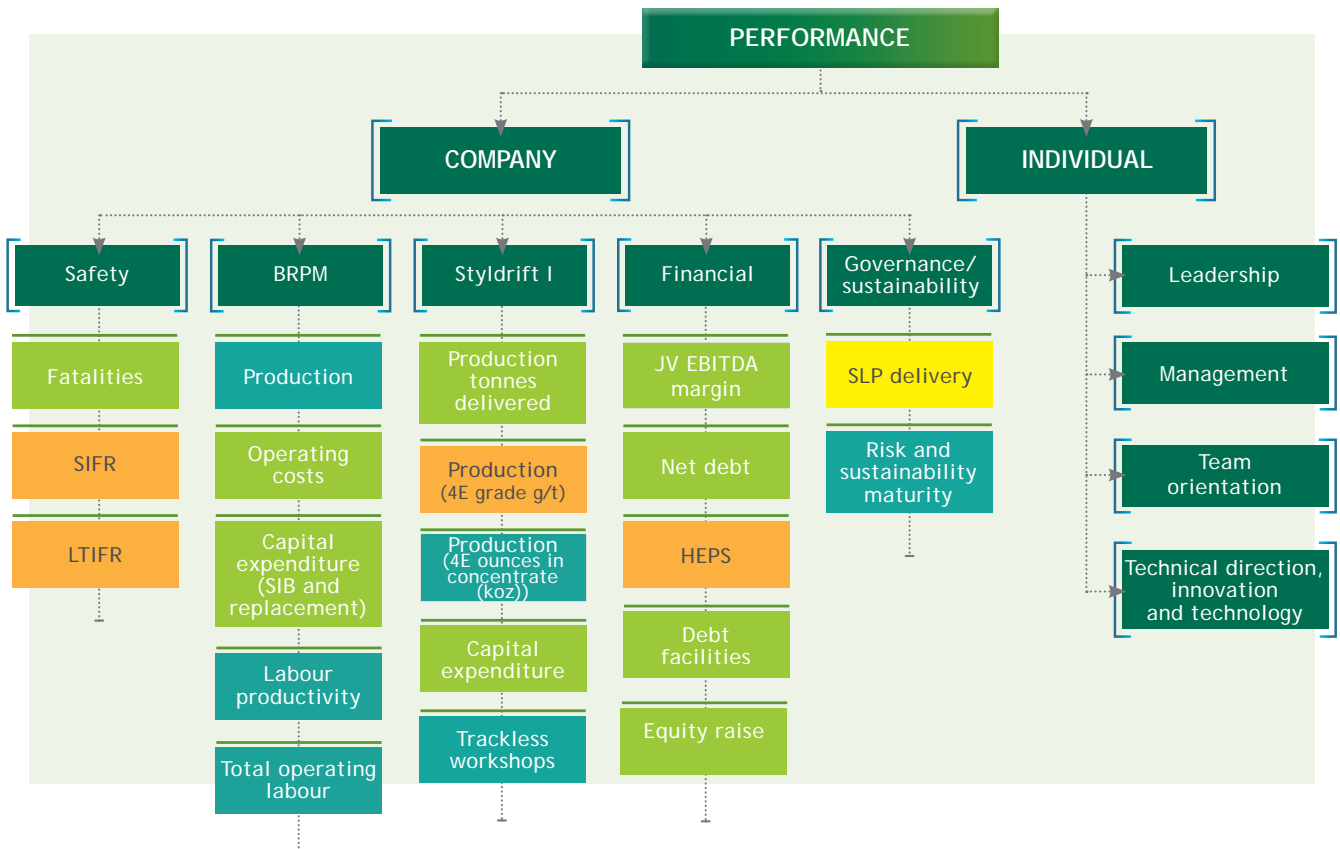 PERFORMANCE
COMPANY
INDIVIDUAL
Safety
Fatalities
SIFR
LTIFR
BRPM
Production
Operating
costs
Capital
expenditure
(SIB and
replacement)
Labour
productivity
Total operating
labour
Styldrift I
Production
tonnes
delivered
Production
(4E grade g/t)
Production
(4E ounces in
concentrate
(koz))
Capital
expenditure
Trackless
workshops
Financial
JV EBITDA
margin
Net debt
HEPS
Debt
facilities
Equity raise
Governance/
sustainability
SLP delivery
Risk and
sustainability
maturity
Leadership
Management
Team
orientation
Technical direction,
innovation
and technology